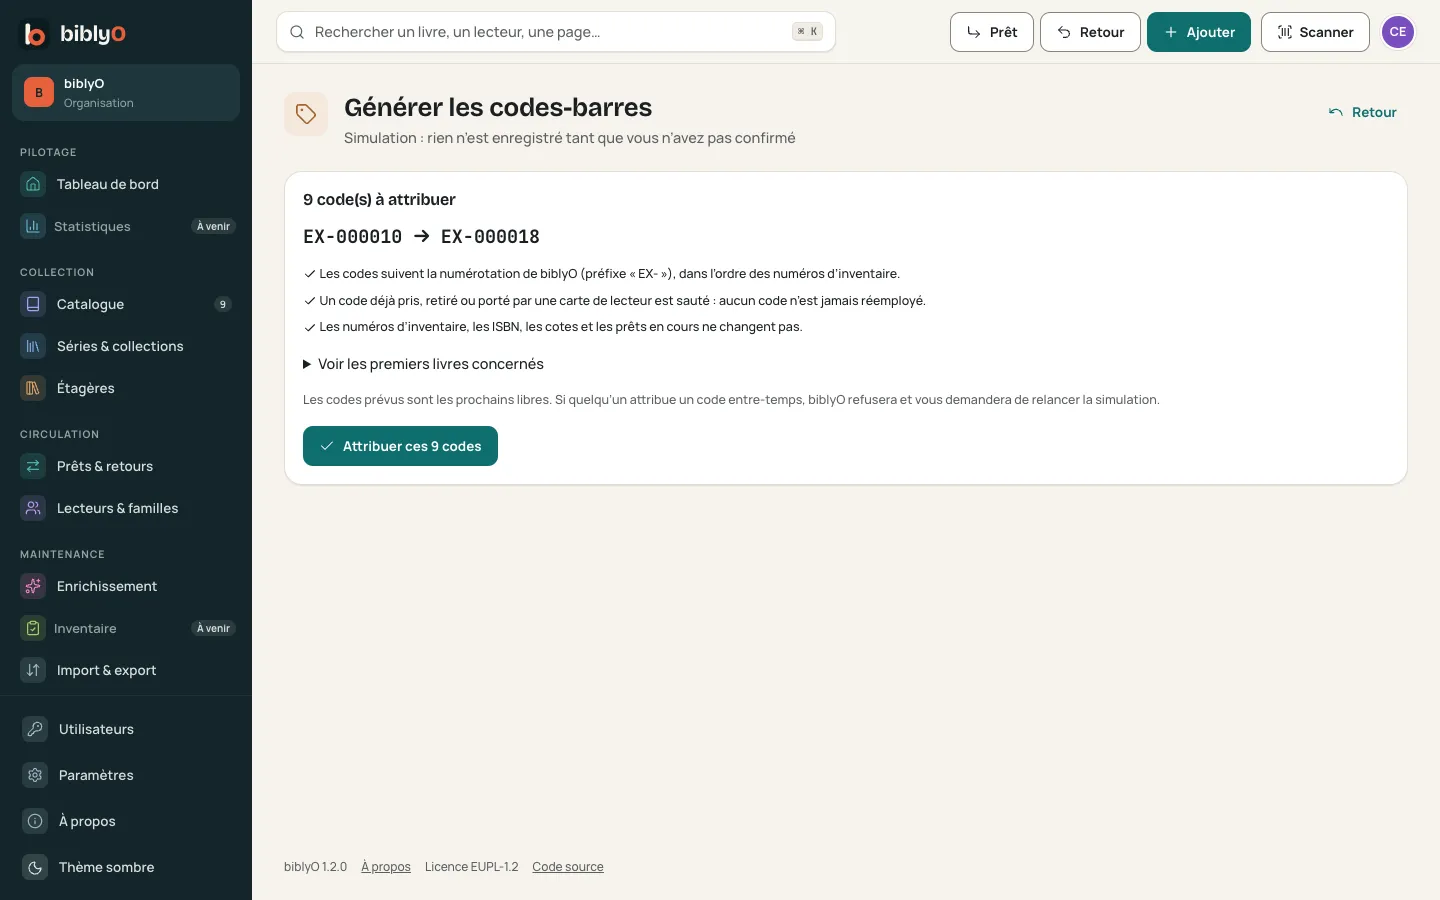 biblyO
biblyO
Organisation
B
PILOTAGE
Tableau de bord
Statistiques
À venir
COLLECTION
Catalogue
9
Séries & collections
Étagères
CIRCULATION
Prêts & retours
Lecteurs & familles
MAINTENANCE
Enrichissement
Inventaire
À venir
Import & export
Utilisateurs
Paramètres
À propos
Thème sombre
Rechercher un livre, un lecteur, une page…
⌘ K
Prêt
Retour
Ajouter
Scanner
CE
Générer les codes-barres
Simulation : rien n’est enregistré tant que vous n’avez pas confirmé
Retour
9 code(s) à attribuer
EX-000010 → EX-000018
Les codes suivent la numérotation de biblyO (préfixe « EX- »), dans l’ordre des numéros d’inventaire.
Un code déjà pris, retiré ou porté par une carte de lecteur est sauté : aucun code n’est jamais réemployé.
Les numéros d’inventaire, les ISBN, les cotes et les prêts en cours ne changent pas.
Voir les premiers livres concernés
Les codes prévus sont les prochains libres. Si quelqu’un attribue un code entre-temps, biblyO refusera et vous demandera de relancer la simulation.
Attribuer ces 9 codes
biblyO 1.2.0 À propos Licence EUPL-1.2 Code source